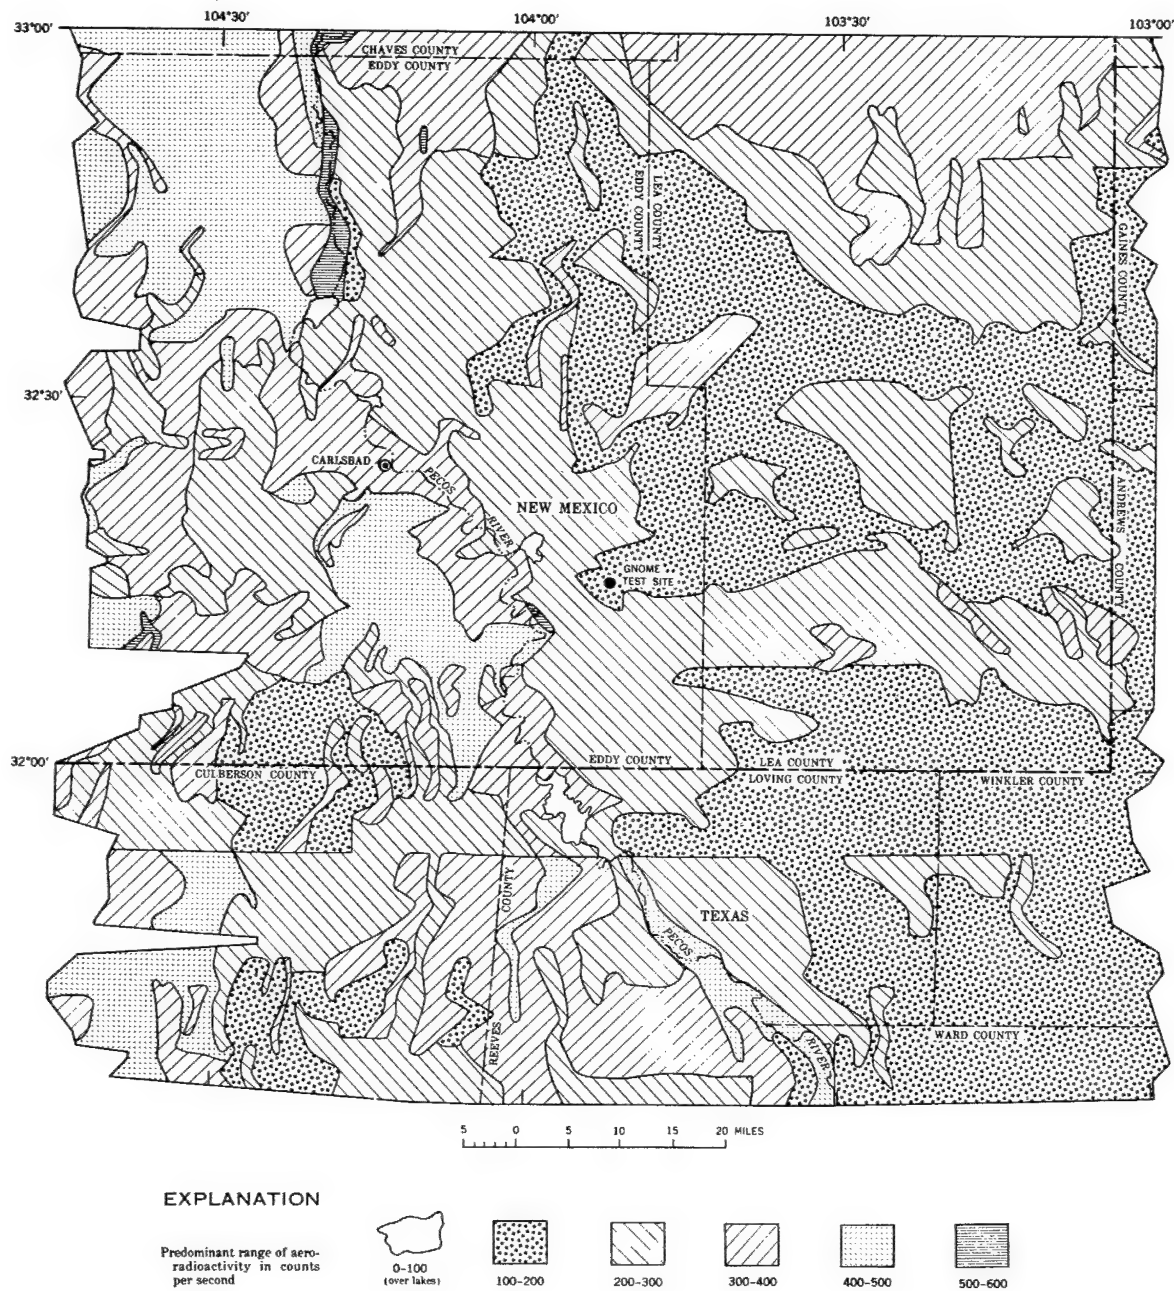 104°30'
104°00'
103°30'
103°00'
33°00'
CHAVES COUNTY
EDDY COUNTY
LEA COUNTY
EDDY COUNTY
GAINES COUNTY
32°30'
CARLSBAD
PECOS
RIVER
NEW MEXICO
ANDREWS COUNTY
GNOME
TEST SITE
32°00'
CULBERSON COUNTY
EDDY COUNTY
LEA COUNTY
LOVING COUNTY
WINKLER COUNTY
REEVES COUNTY
TEXAS
PECOS
RIVER
WARD COUNTY
5 0 5 10 15 20 MILES
EXPLANATION
Predominant range of aero-
radioactivity in counts
per second
0-100
(over lakes)
100-200
200-300
300-400
400-500
500-600